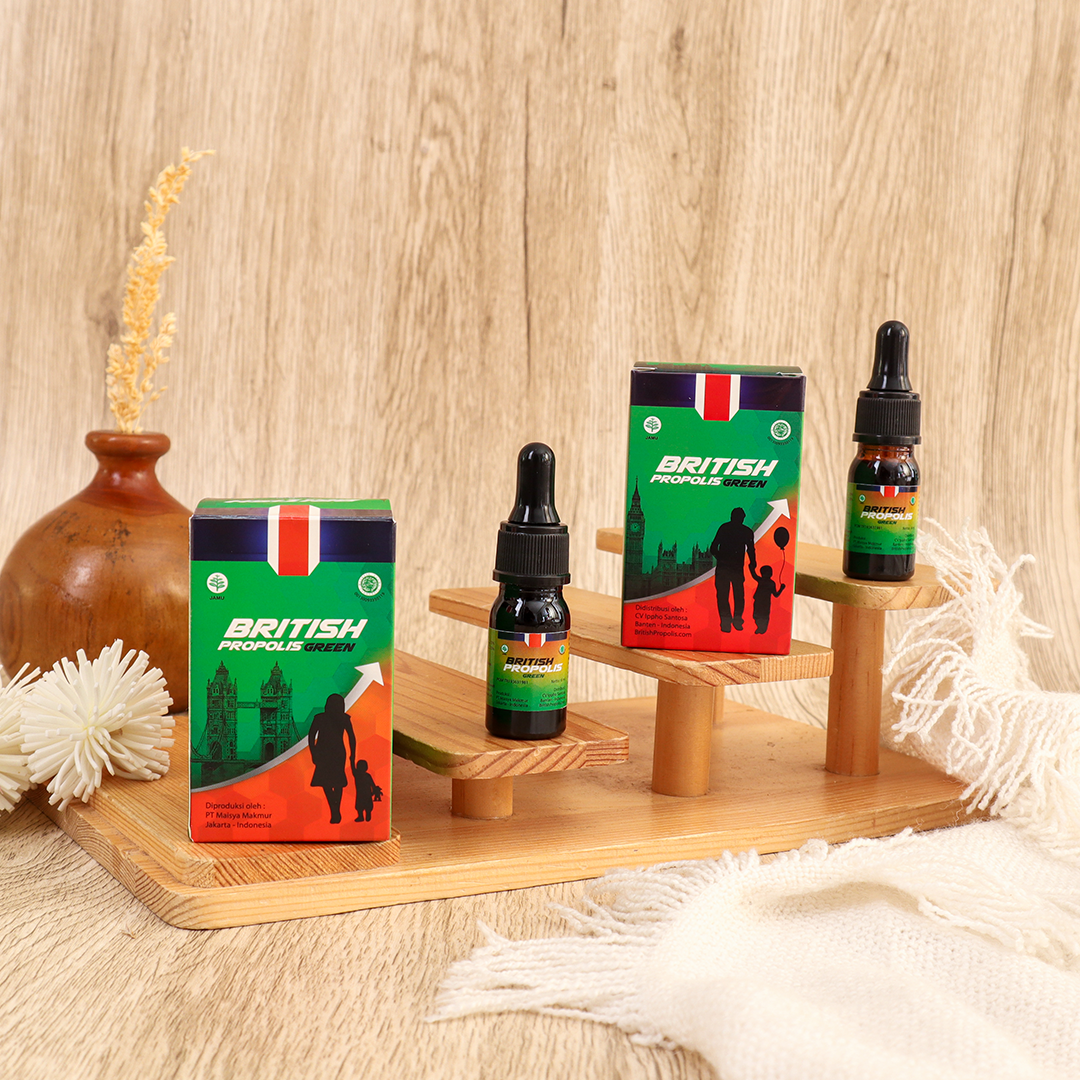 JAMU
BRITISH
PROPOLIS GREEN
Diproduksi oleh :
PT Maisya Makmur
Jakarta - Indonesia
BRITISH
PROPOLIS
GREEN
JAMU
BRITISH
PROPOLIS GREEN
Didistribusi oleh :
CV Ippho Santosa
Banten - Indonesia
BritishPropolis.com
BRITISH
PROPOLIS
GREEN